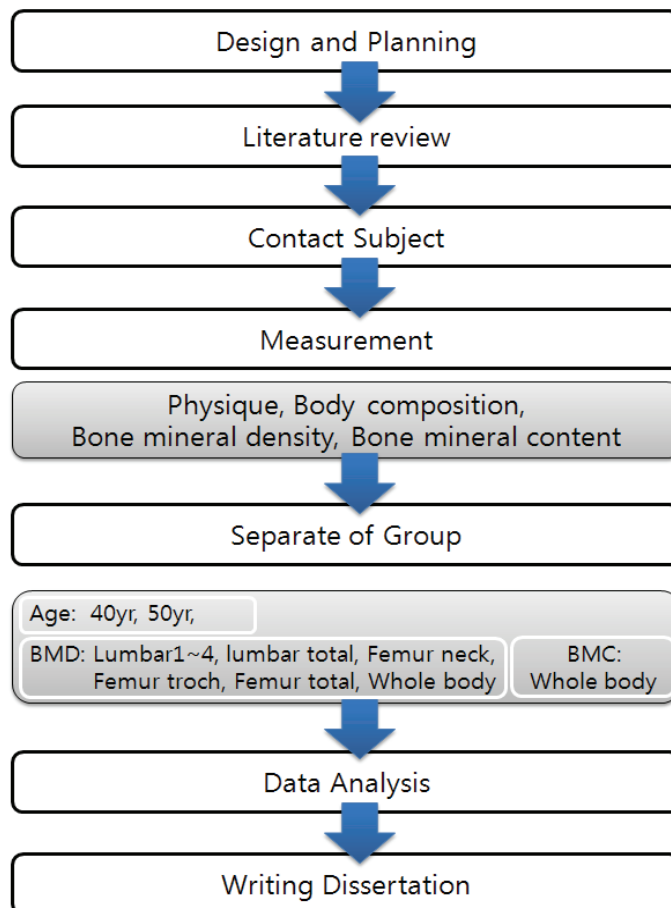 Design and Planning
Literature review
Contact Subject
Measurement
Physique, Body composition,
Bone mineral density, Bone mineral content
Separate of Group
Age: 40yr, 50yr,
BMD: Lumbar1~4, lumbar total, Femur neck,
Femur troch, Femur total, Whole body
BMC:
Whole body
Data Analysis
Writing Dissertation